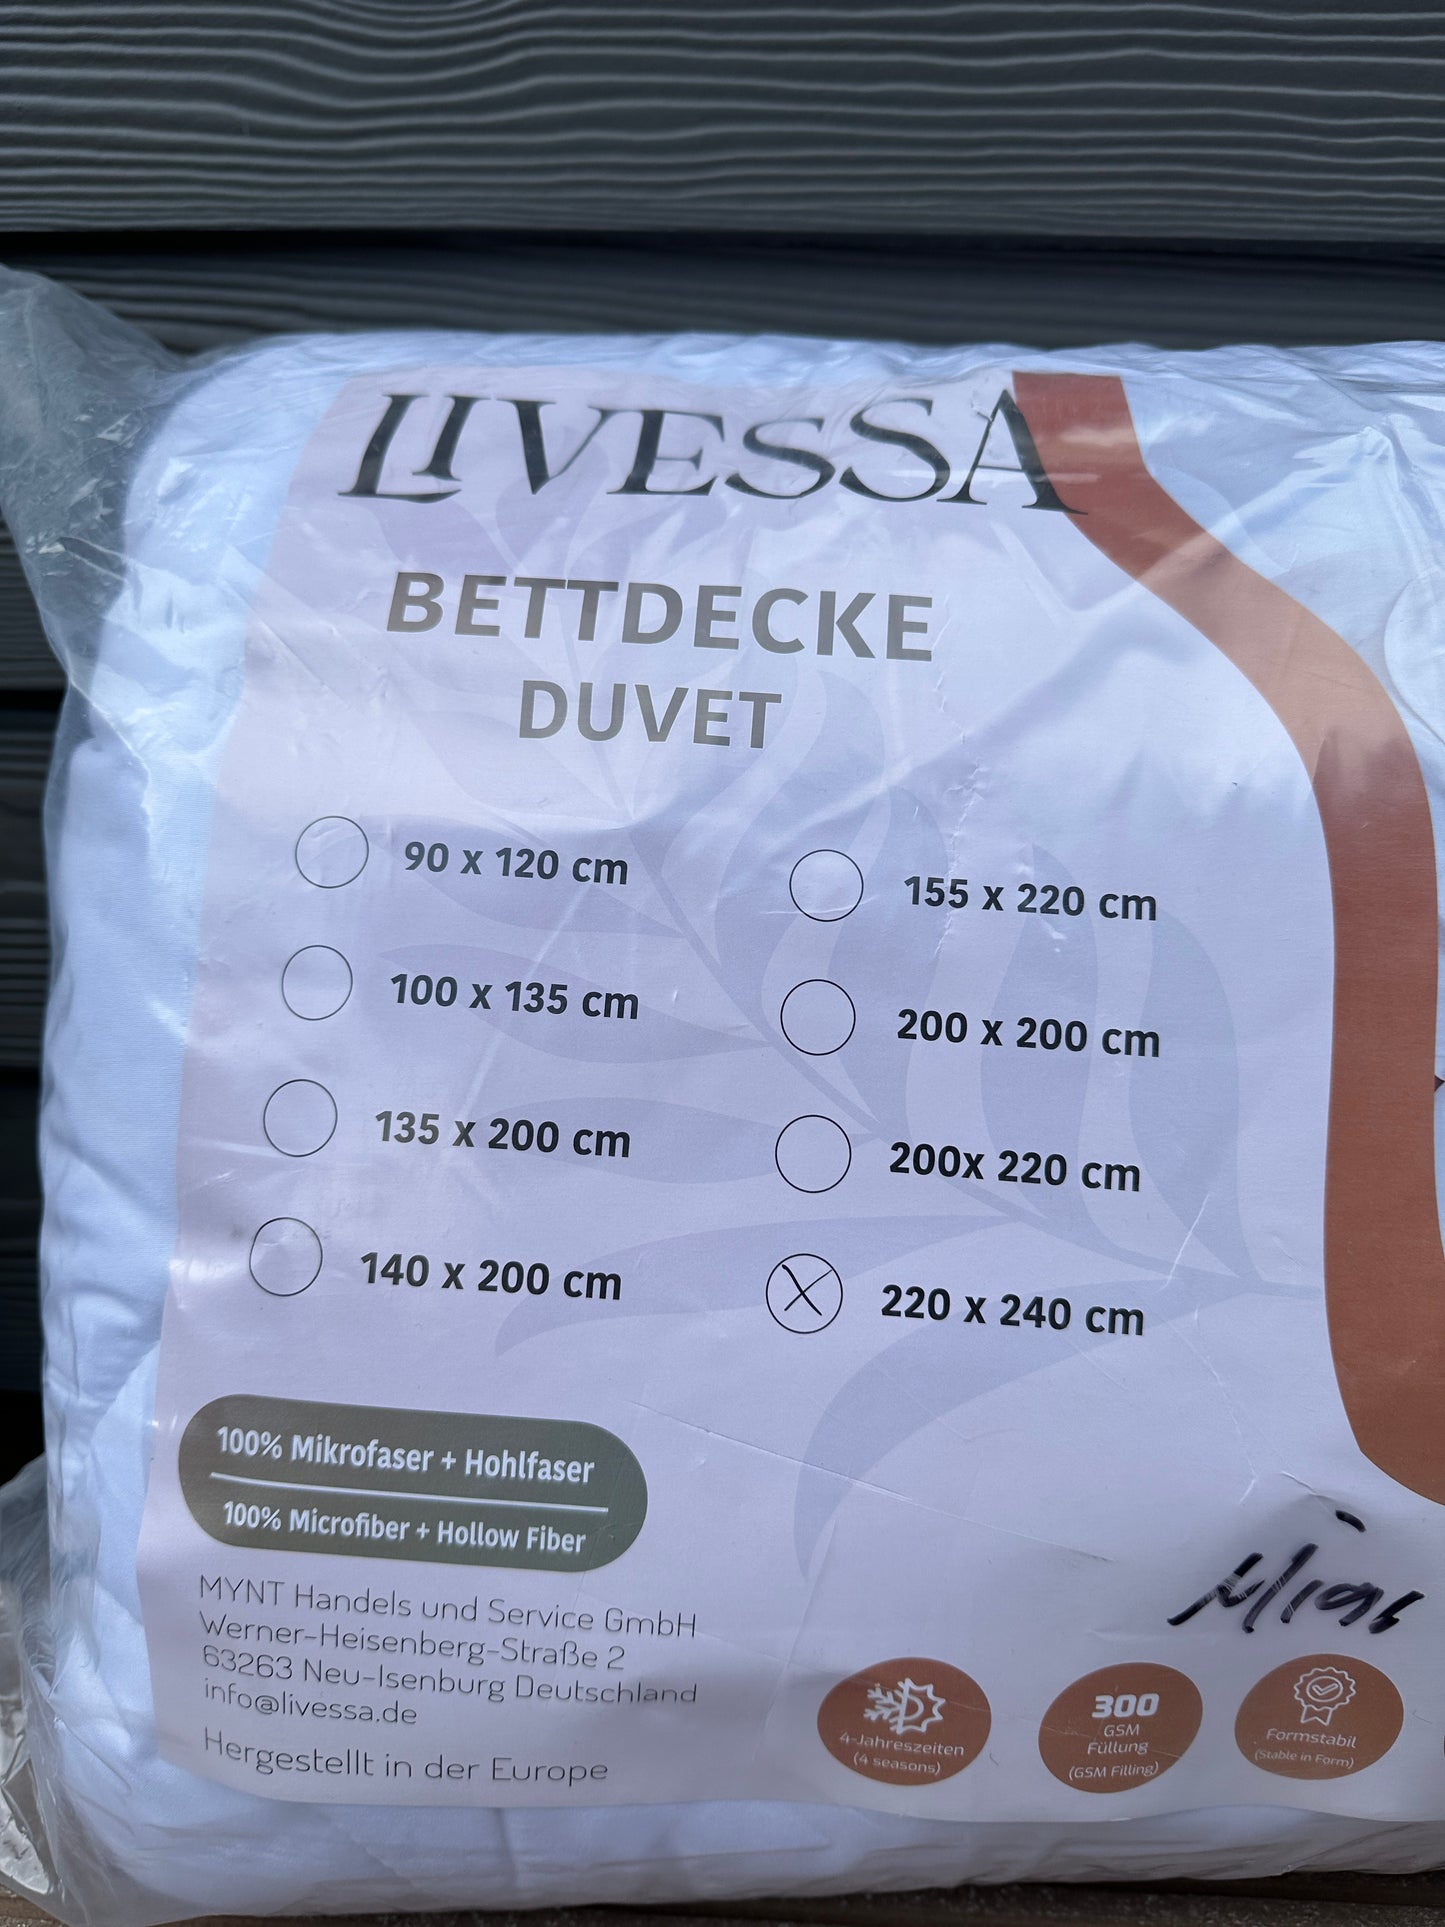 LIVESSA
BETTDECKE
DUVET
90 x 120 cm
100 x 135 cm
135 x 200 cm
140 x 200 cm
155 x 220 cm
200 x 200 cm
200x 220 cm
220 x 240 cm
100% Mikrofaser + Hohlfaser
100% Microfiber + Hollow Fiber
MYNT Handels und Service GmbH
Werner-Heisenberg-Straße 2
63263 Neu-Isenburg Deutschland
info@livessa.de
Hergestellt in der Europe
4-Jahreszeiten
(4 seasons)
300
GSM
Füllung
(GSM Filling)
Formstabil
(Stable in Form)